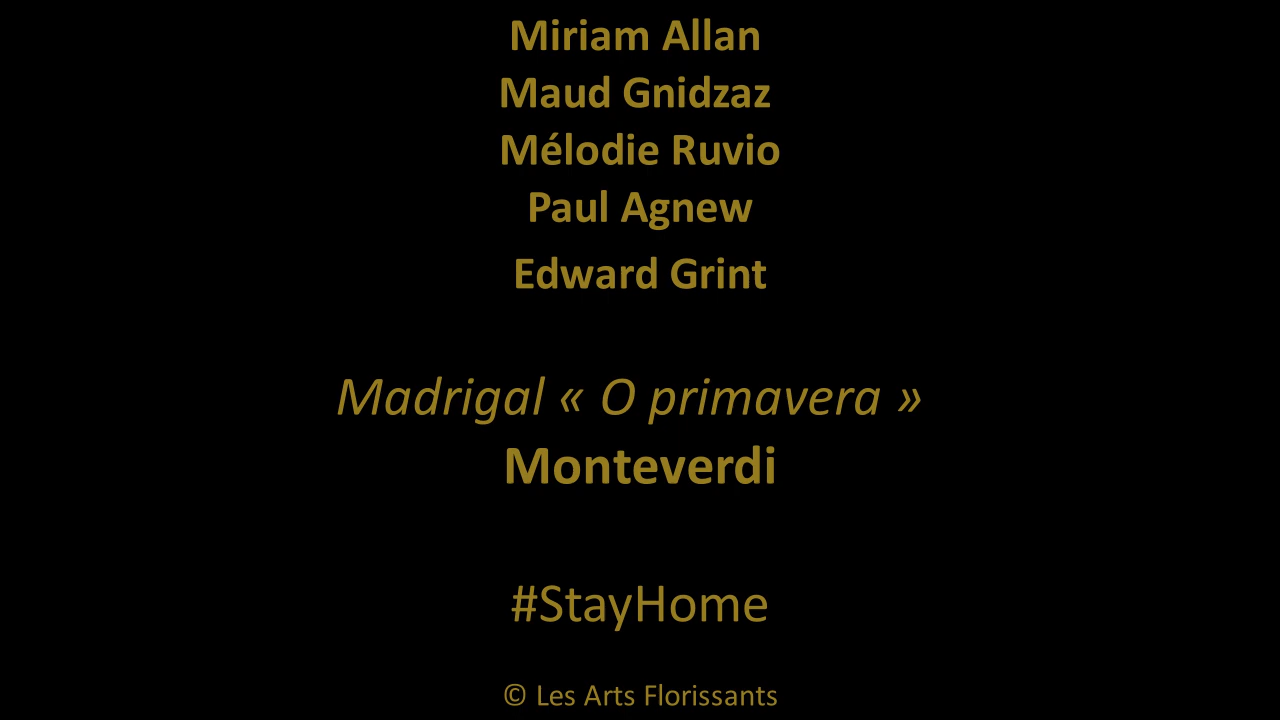 Miriam Allan
Maud Gnidzaz
Mélodie Ruvio
Paul Agnew
Edward Grint
Madrigal « O primavera »
Monteverdi
#StayHome
© Les Arts Florissants